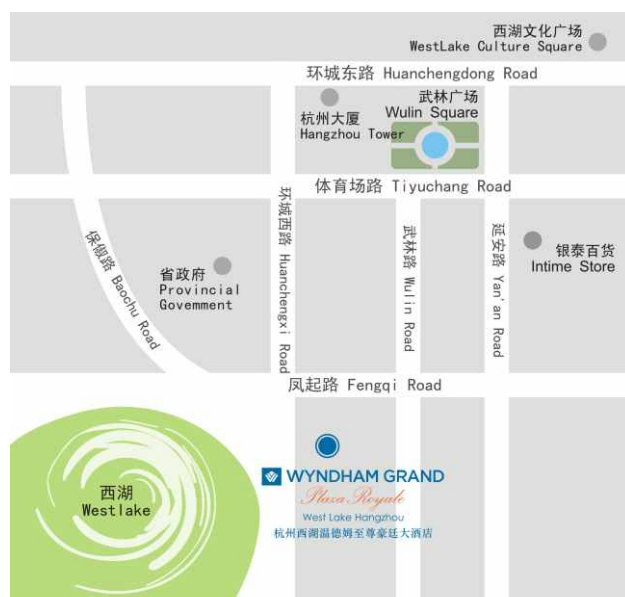 西湖文化广场
WestLake Culture Square
环城东路 Huanchengdong Road
武林广场
Wulin Square
杭州大厦
Hangzhou Tower
体育场路 Tiyuchang Road
保俶路 Baochu Road
环城西路 Huanchengxi Road
武林路 Wulin Road
延安路 Yan'an Road
省政府
Provincial
Govemment
银泰百货
Intime Store
凤起路 Fengqi Road
西湖
Westlake
WYNDHAM GRAND
Plaza Royale
West Lake Hangzhou
杭州西湖温德姆至尊豪廷大酒店